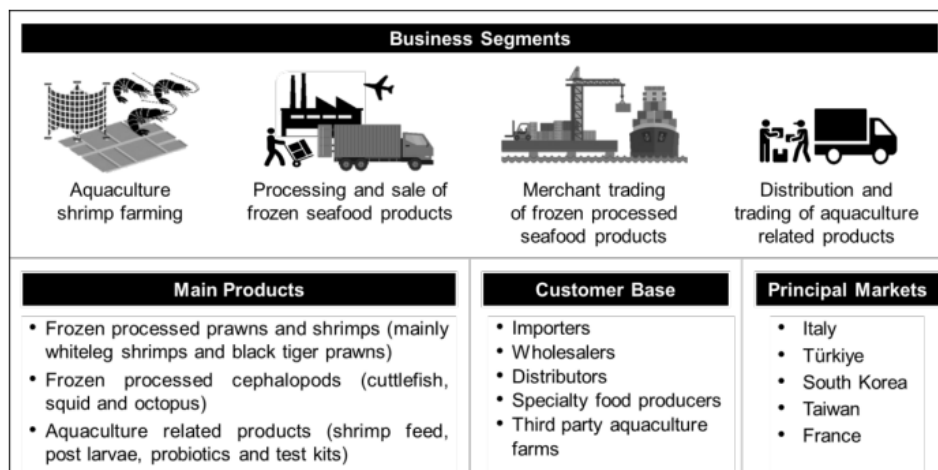 Business Segments
Aquaculture
shrimp farming
Processing and sale of
frozen seafood products
Merchant trading
of frozen processed
seafood products
Distribution and
trading of aquaculture
related products
Main Products
• Frozen processed prawns and shrimps (mainly
whiteleg shrimps and black tiger prawns)
• Frozen processed cephalopods (cuttlefish,
squid and octopus)
• Aquaculture related products (shrimp feed,
post larvae, probiotics and test kits)
Customer Base
• Importers
• Wholesalers
• Distributors
• Specialty food producers
• Third party aquaculture
farms
Principal Markets
• Italy
• Türkiye
• South Korea
• Taiwan
• France